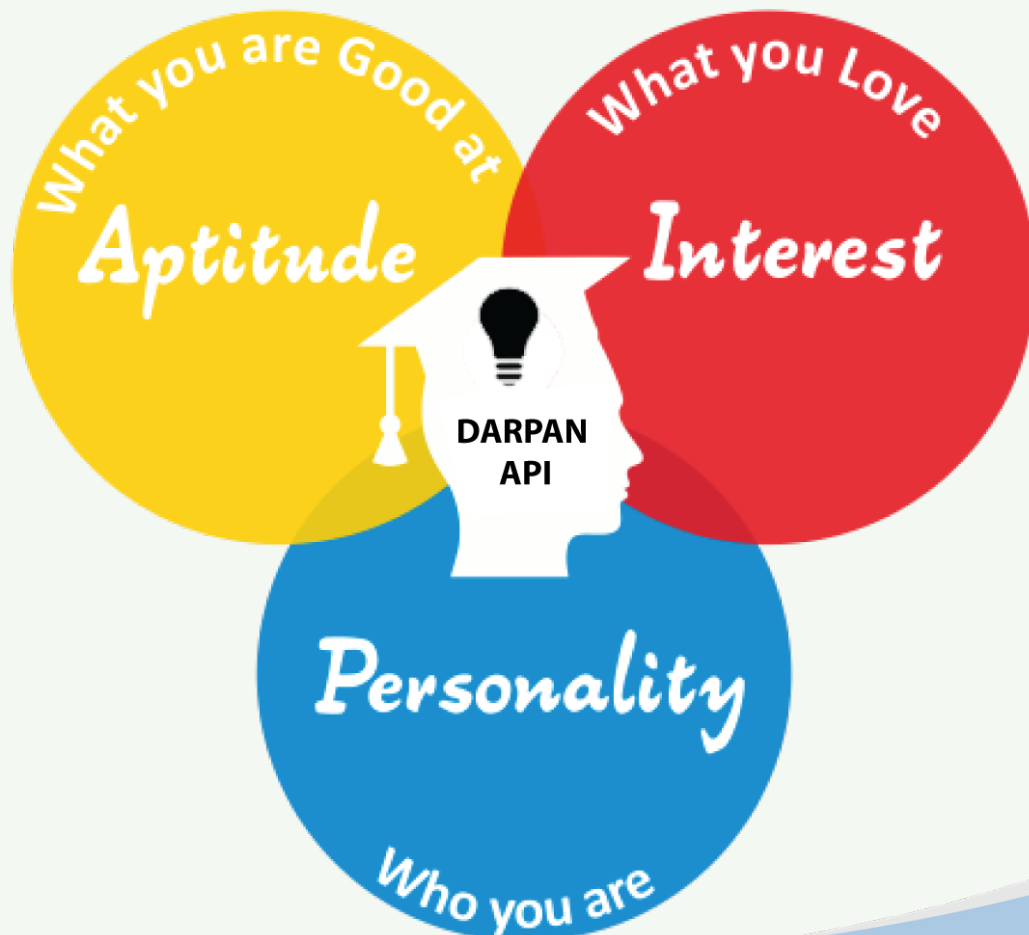 What you are Good at
Aptitude
What you Love
Interest
DARPAN
API
Personality
Who you are